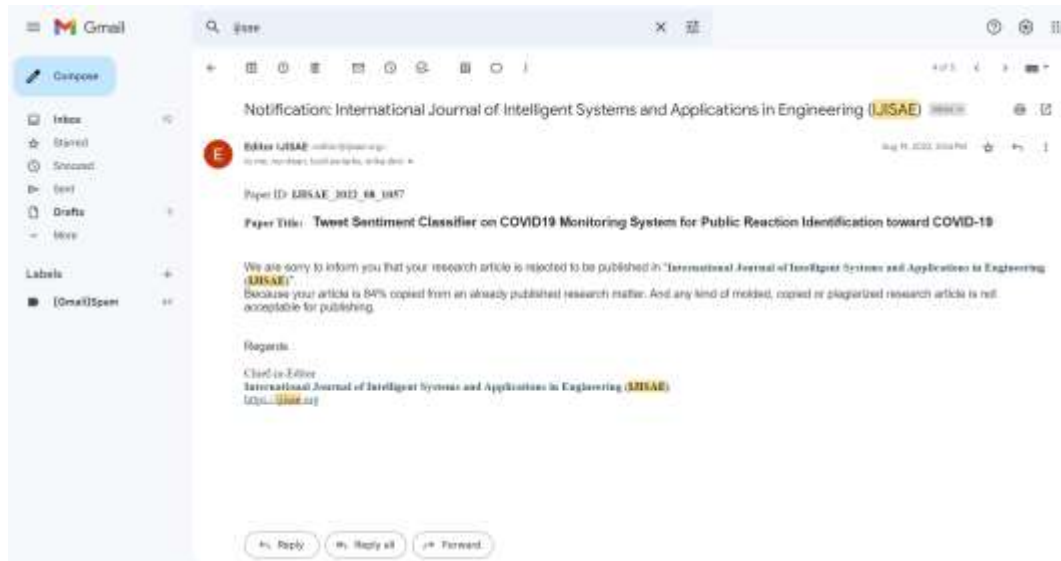 Gmail
Compose
Inbox
Starred
Snoozed
Sent
Drafts
More
Labels
[Gmail]Spam
4 of 5
Notification: International Journal of Intelligent Systems and Applications in Engineering (IJISAE)
Editor IJISAE
Paper ID: IJISAE_2022_08_1057
Paper Title: Tweet Sentiment Classifier on COVID19 Monitoring System for Public Reaction Identification toward COVID-19
We are sorry to inform you that your research article is rejected to be published in "International Journal of Intelligent Systems and Applications in Engineering
(IJISAE)".
Because your article is 84% copied from an already published research matter. And any kind of molded, copied or plagiarized research article is not
acceptable for publishing.
Regards
Chief-in-Editor
International Journal of Intelligent Systems and Applications in Engineering (IJISAE)
Reply
Reply all
Forward